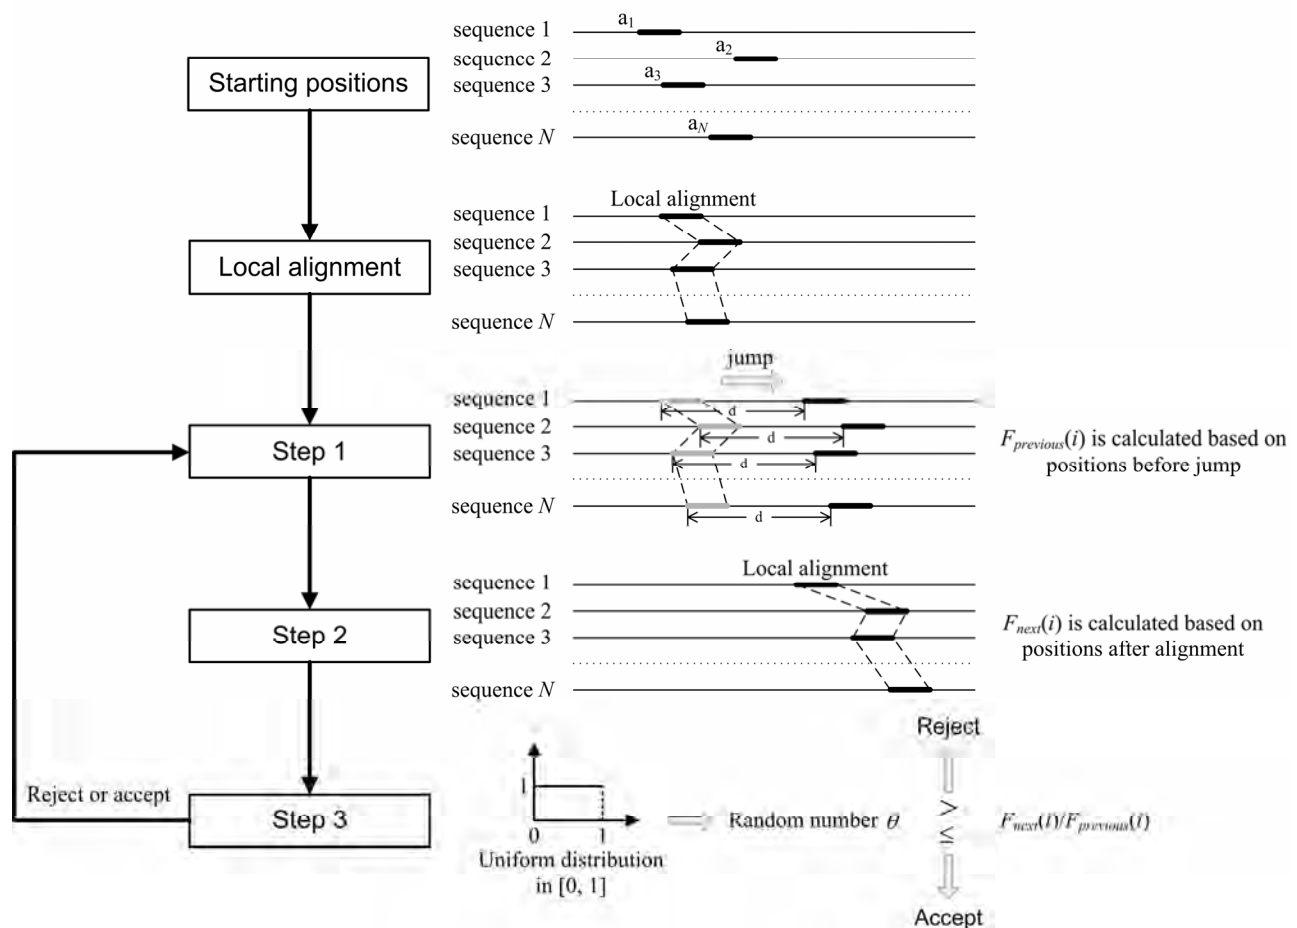 Starting positions
sequence 1
a1
sequence 2
a2
sequence 3
a3
sequence N
aN
Local alignment
Local alignment
sequence 1
sequence 2
sequence 3
sequence N
Step 1
jump
sequence 1
d
sequence 2
d
sequence 3
d
sequence N
d
Fprevious(i) is calculated based on
positions before jump
Step 2
Local alignment
sequence 1
sequence 2
sequence 3
sequence N
Fnext(i) is calculated based on
positions after alignment
Reject or accept
Step 3
1
0 1
Uniform distribution
in [0, 1]
Random number θ
Reject
>
≤
Accept
Fnext(i)/Fprevious(i)